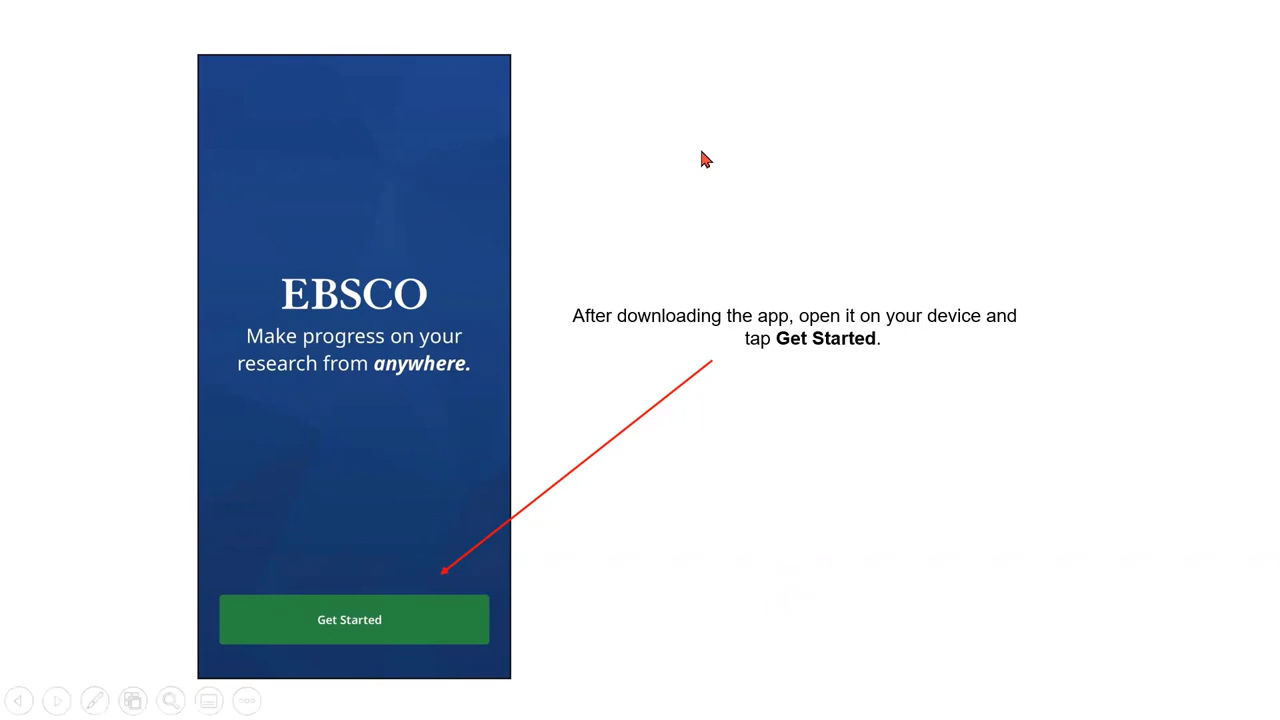 EBSCO
Make progress on your
research from anywhere.
Get Started
After downloading the app, open it on your device and
tap Get Started.